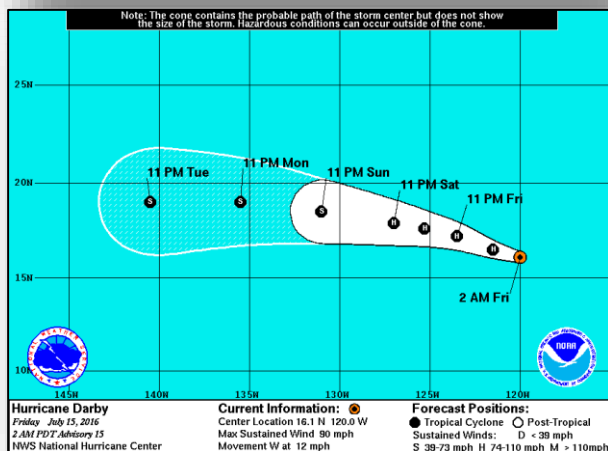 Note: The cone contains the probable path of the storm center but does not show
the size of the storm. Hazardous conditions can occur outside of the cone.
25N
11 PM Tue
11 PM Mon
11 PM Sun
20N
11 PM Sat
11 PM Fri
S
S
S
H
H
H
H
2 AM Fri
15N
NOAA
10N
145W
140W
135W
130W
125W
120W
Hurricane Darby
Friday July 15, 2016
2 AM PDT Advisory 15
NWS National Hurricane Center
Current Information:
Center Location 16.1 N 120.0 W
Max Sustained Wind 90 mph
Movement W at 12 mph
Forecast Positions:
Tropical Cyclone Post-Tropical
Sustained Winds: D < 39 mph
S 39-73 mph H 74-110 mph M > 110mph